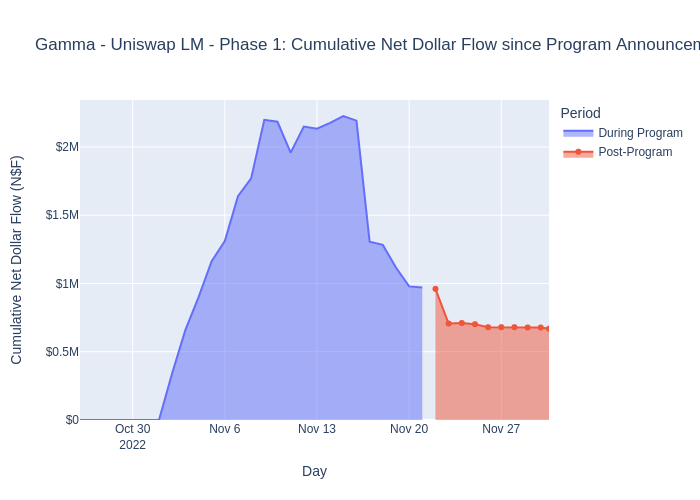 Gamma - Uniswap LM - Phase 1: Cumulative Net Dollar Flow since Program
Period
During Program
Post-Program
Cumulative Net Dollar Flow (N$F)
$2M
$1.5M
$1M
$0.5M
$0
Oct 30
2022
Nov 6
Nov 13
Nov 20
Nov 27
Day